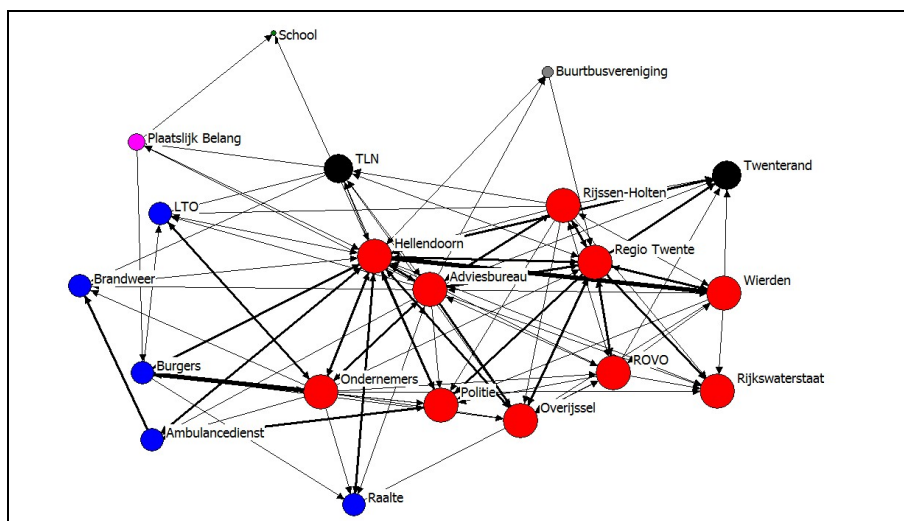 School
Buurtbusvereniging
Plaatslijk Belang
TLN
Twenterand
Rijssen-Holten
LTO
Hellendoorn
Regio Twente
Adviesbureau
Wierden
Brandweer
Burgers
Ondernemers
Politie
ROVO
Rijkswaterstaat
Overijssel
Ambulancedienst
Raalte